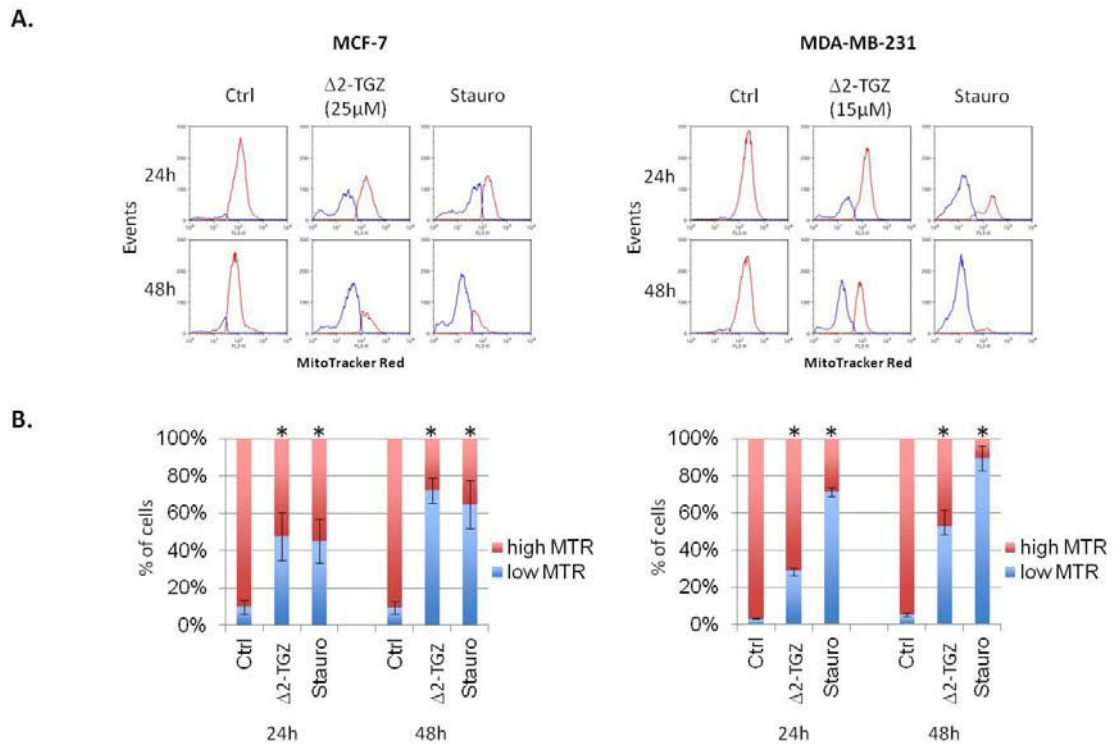 A.
MCF-7
MDA-MB-231
Ctrl
Δ2-TGZ
(25µM)
Stauro
Ctrl
Δ2-TGZ
(15µM)
Stauro
24h
48h
Events
MitoTracker Red
24h
48h
Events
MitoTracker Red
B.
100%
80%
60%
40%
20%
0%
% of cells
* * * *
high MTR
low MTR
Ctrl
Δ2-TGZ
Stauro
Ctrl
Δ2-TGZ
Stauro
24h
48h
100%
80%
60%
40%
20%
0%
% of cells
* * * *
high MTR
low MTR
Ctrl
Δ2-TGZ
Stauro
Ctrl
Δ2-TGZ
Stauro
24h
48h